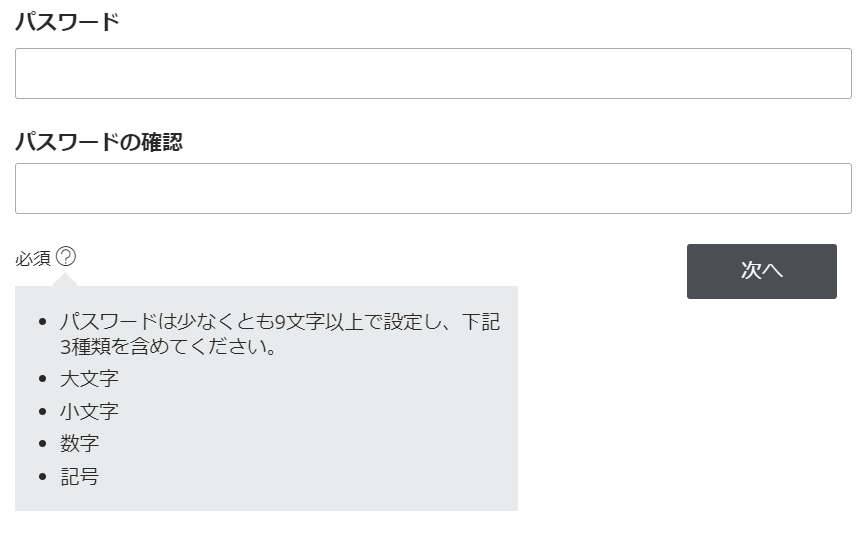 パスワード
パスワードの確認
必須 ?
次へ
• パスワードは少なくとも9文字以上で設定し、下記
3種類を含めてください。
• 大文字
• 小文字
• 数字
• 記号